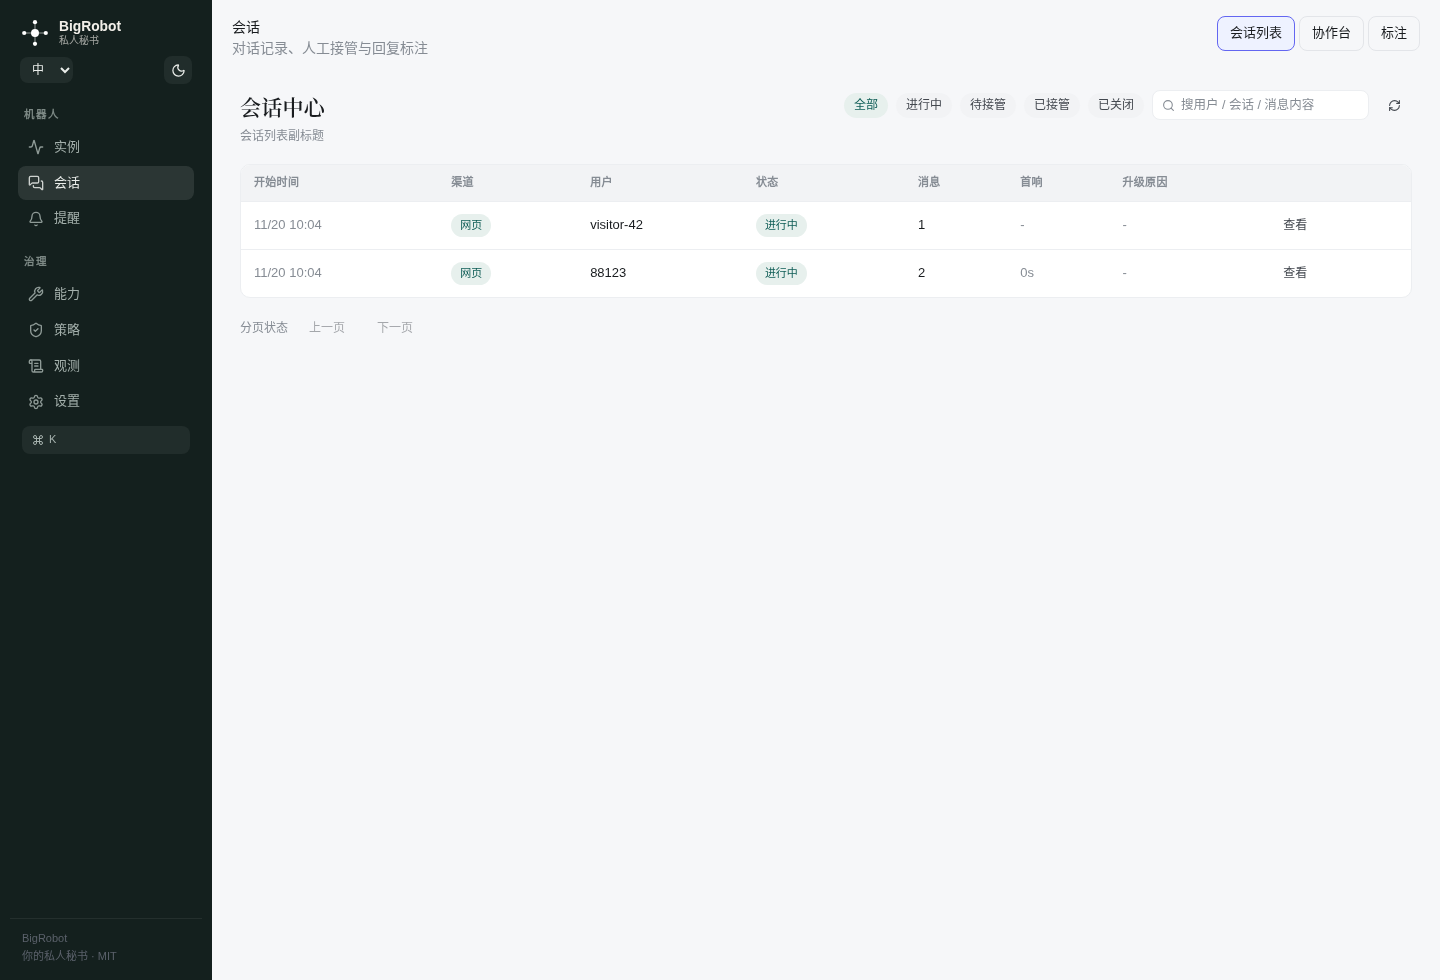 BigRobot
私人秘书
中
机器人
实例
会话
提醒
治理
能力
策略
观测
设置
⌘ K
BigRobot
你的私人秘书 · MIT
会话
对话记录、人工接管与回复标注
会话列表 协作台 标注
会话中心
会话列表副标题
全部 进行中 待接管 已接管 已关闭 搜用户 / 会话 / 消息内容
开始时间 渠道 用户 状态 消息 首响 升级原因
11/20 10:04 网页 visitor-42 进行中 1 - - 查看
11/20 10:04 网页 88123 进行中 2 0s - 查看
分页状态 上一页 下一页